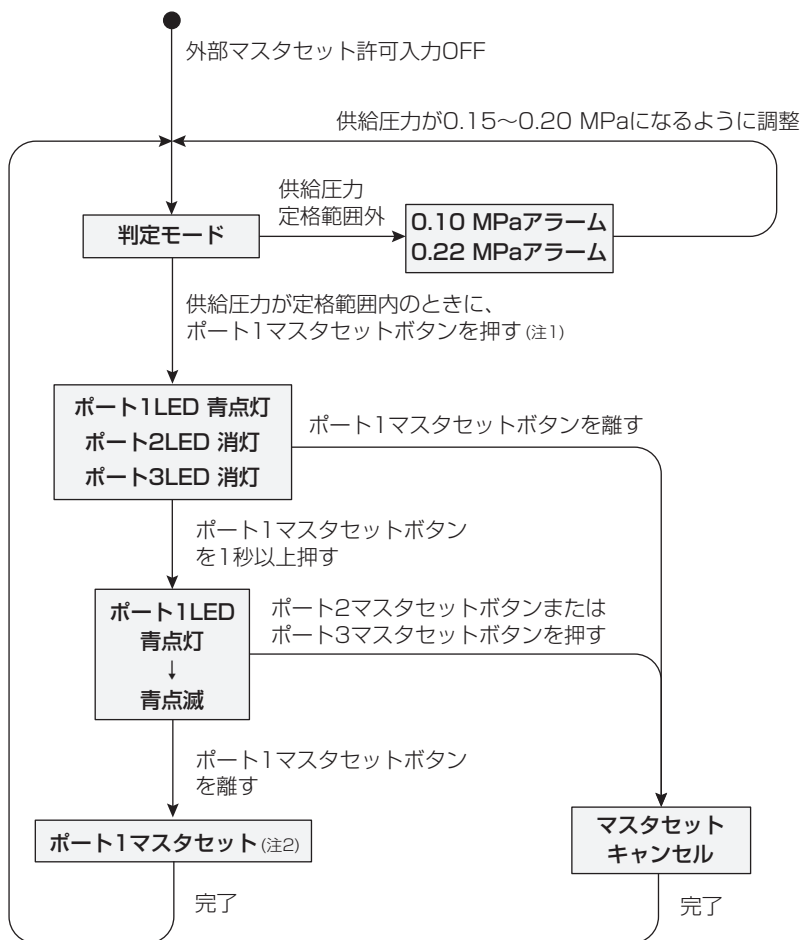 外部マスタセット許可入力OFF
供給圧力が0.15～0.20 MPaになるように調整
供給圧力
定格範囲外
判定モード
0.10 MPaアラーム
0.22 MPaアラーム
供給圧力が定格範囲内のときに、
ポート1マスタセットボタンを押す(注1)
ポート1LED 青点灯
ポート2LED 消灯
ポート3LED 消灯
ポート1マスタセットボタンを離す
ポート1マスタセットボタン
を1秒以上押す
ポート1LED
青点灯
↓
青点滅
ポート2マスタセットボタンまたは
ポート3マスタセットボタンを押す
ポート1マスタセットボタン
を離す
ポート1マスタセット(注2)
マスタセット
キャンセル
完了
完了